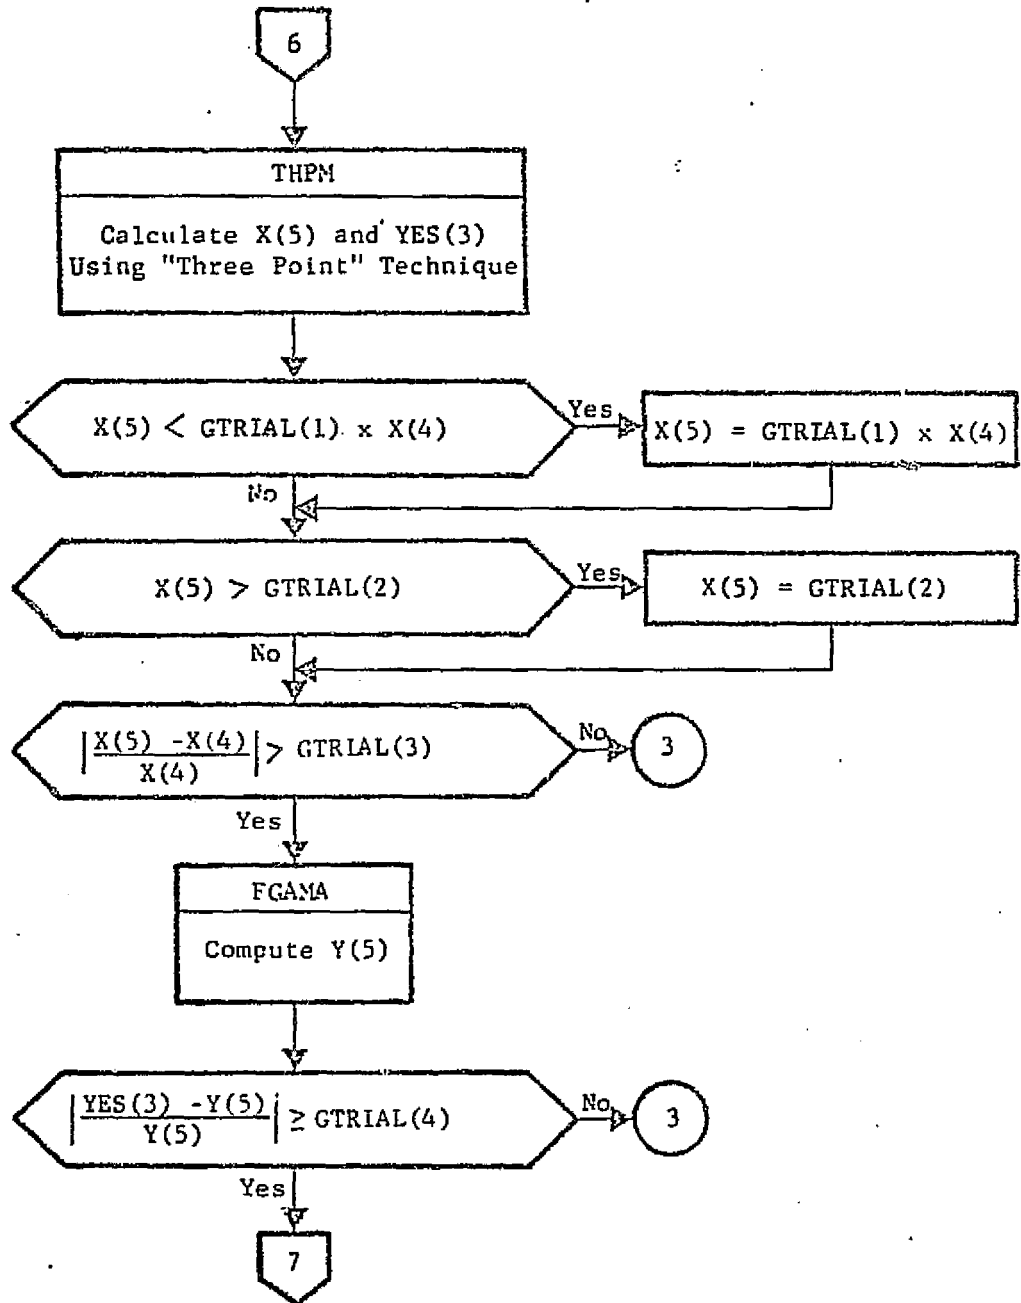 6
THPM
Calculate X(5) and YES(3)
Using "Three Point" Technique
X(5) < GTRIAL(1) x X(4)
Yes
X(5) = GTRIAL(1) x X(4)
No
X(5) > GTRIAL(2)
Yes
X(5) = GTRIAL(2)
No
|X(5) -X(4)/X(4)| > GTRIAL(3)
No
3
Yes
FGAMA
Compute Y(5)
|YES(3) -Y(5)/Y(5)| ≥ GTRIAL(4)
No
3
Yes
7